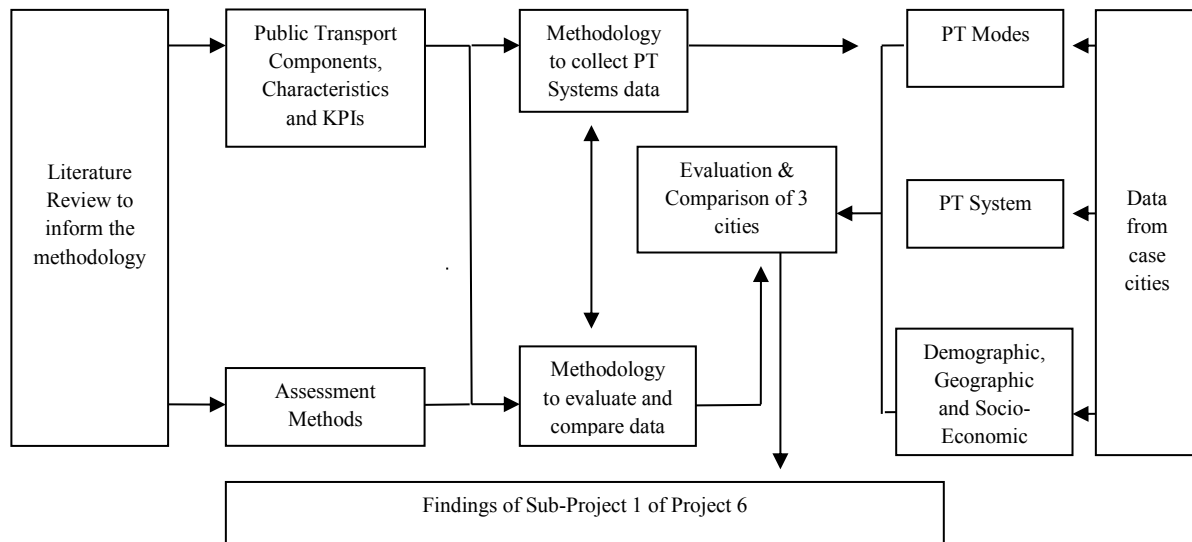 Literature
Review to
inform the
methodology
Public Transport
Components,
Characteristics
and KPIs
Assessment
Methods
Methodology
to collect PT
Systems data
Methodology
to evaluate and
compare data
Evaluation &
Comparison of 3
cities
PT Modes
PT System
Demographic,
Geographic
and Socio-
Economic
Data
from
case
cities
Findings of Sub-Project 1 of Project 6